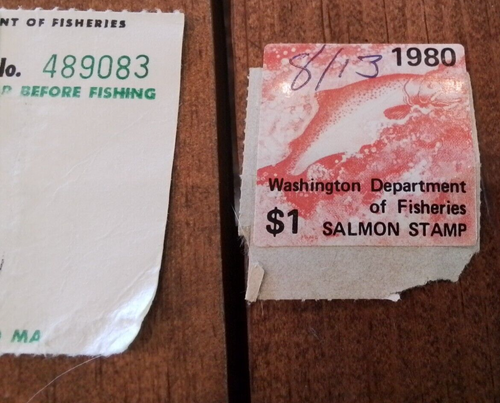 NT OF FISHERIES
No. 489083
BEFORE FISHING
MA
8/13 1980
Washington Department
of Fisheries
$1 SALMON STAMP